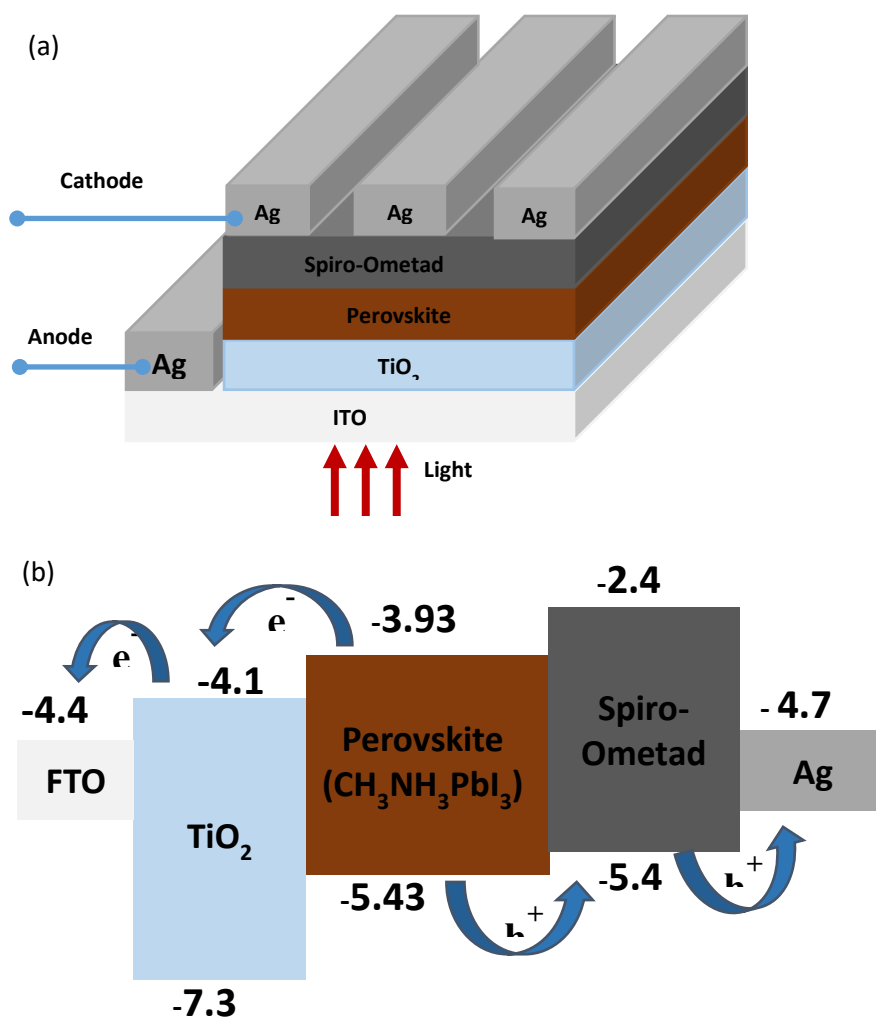 (a)
Cathode
Ag
Ag
Ag
Spiro-Ometad
Anode
Perovskite
Ag
TiO₂
ITO
Light
(b)
-2.4
e⁻
-3.93
e⁻
-4.1
-4.4
- 4.7
Spiro-
Ometad
Perovskite
(CH₃NH₃PbI₃)
FTO
Ag
TiO₂
-5.43
-5.4
h⁺
h⁺
-7.3